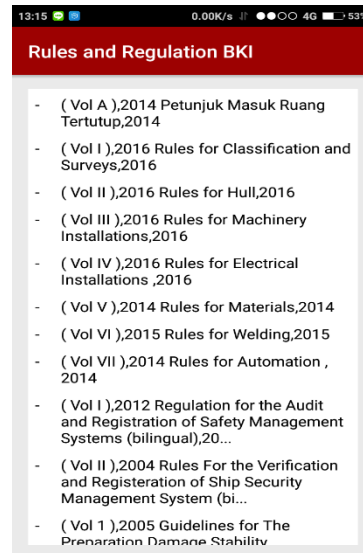 13:15 0.00K/s 4G 53%
Rules and Regulation BKI
- ( Vol A ),2014 Petunjuk Masuk Ruang
Tertutup,2014
- ( Vol I ),2016 Rules for Classification and
Surveys,2016
- ( Vol II ),2016 Rules for Hull,2016
- ( Vol III ),2016 Rules for Machinery
Installations,2016
- ( Vol IV ),2016 Rules for Electrical
Installations ,2016
- ( Vol V ),2014 Rules for Materials,2014
- ( Vol VI ),2015 Rules for Welding,2015
- ( Vol VII ),2014 Rules for Automation ,
2014
- ( Vol I ),2012 Regulation for the Audit
and Registration of Safety Management
Systems (bilingual),20...
- ( Vol II ),2004 Rules For the Verification
and Registeration of Ship Security
Management System (bi...
- ( Vol 1 ),2005 Guidelines for The
Preparation Damage Stability